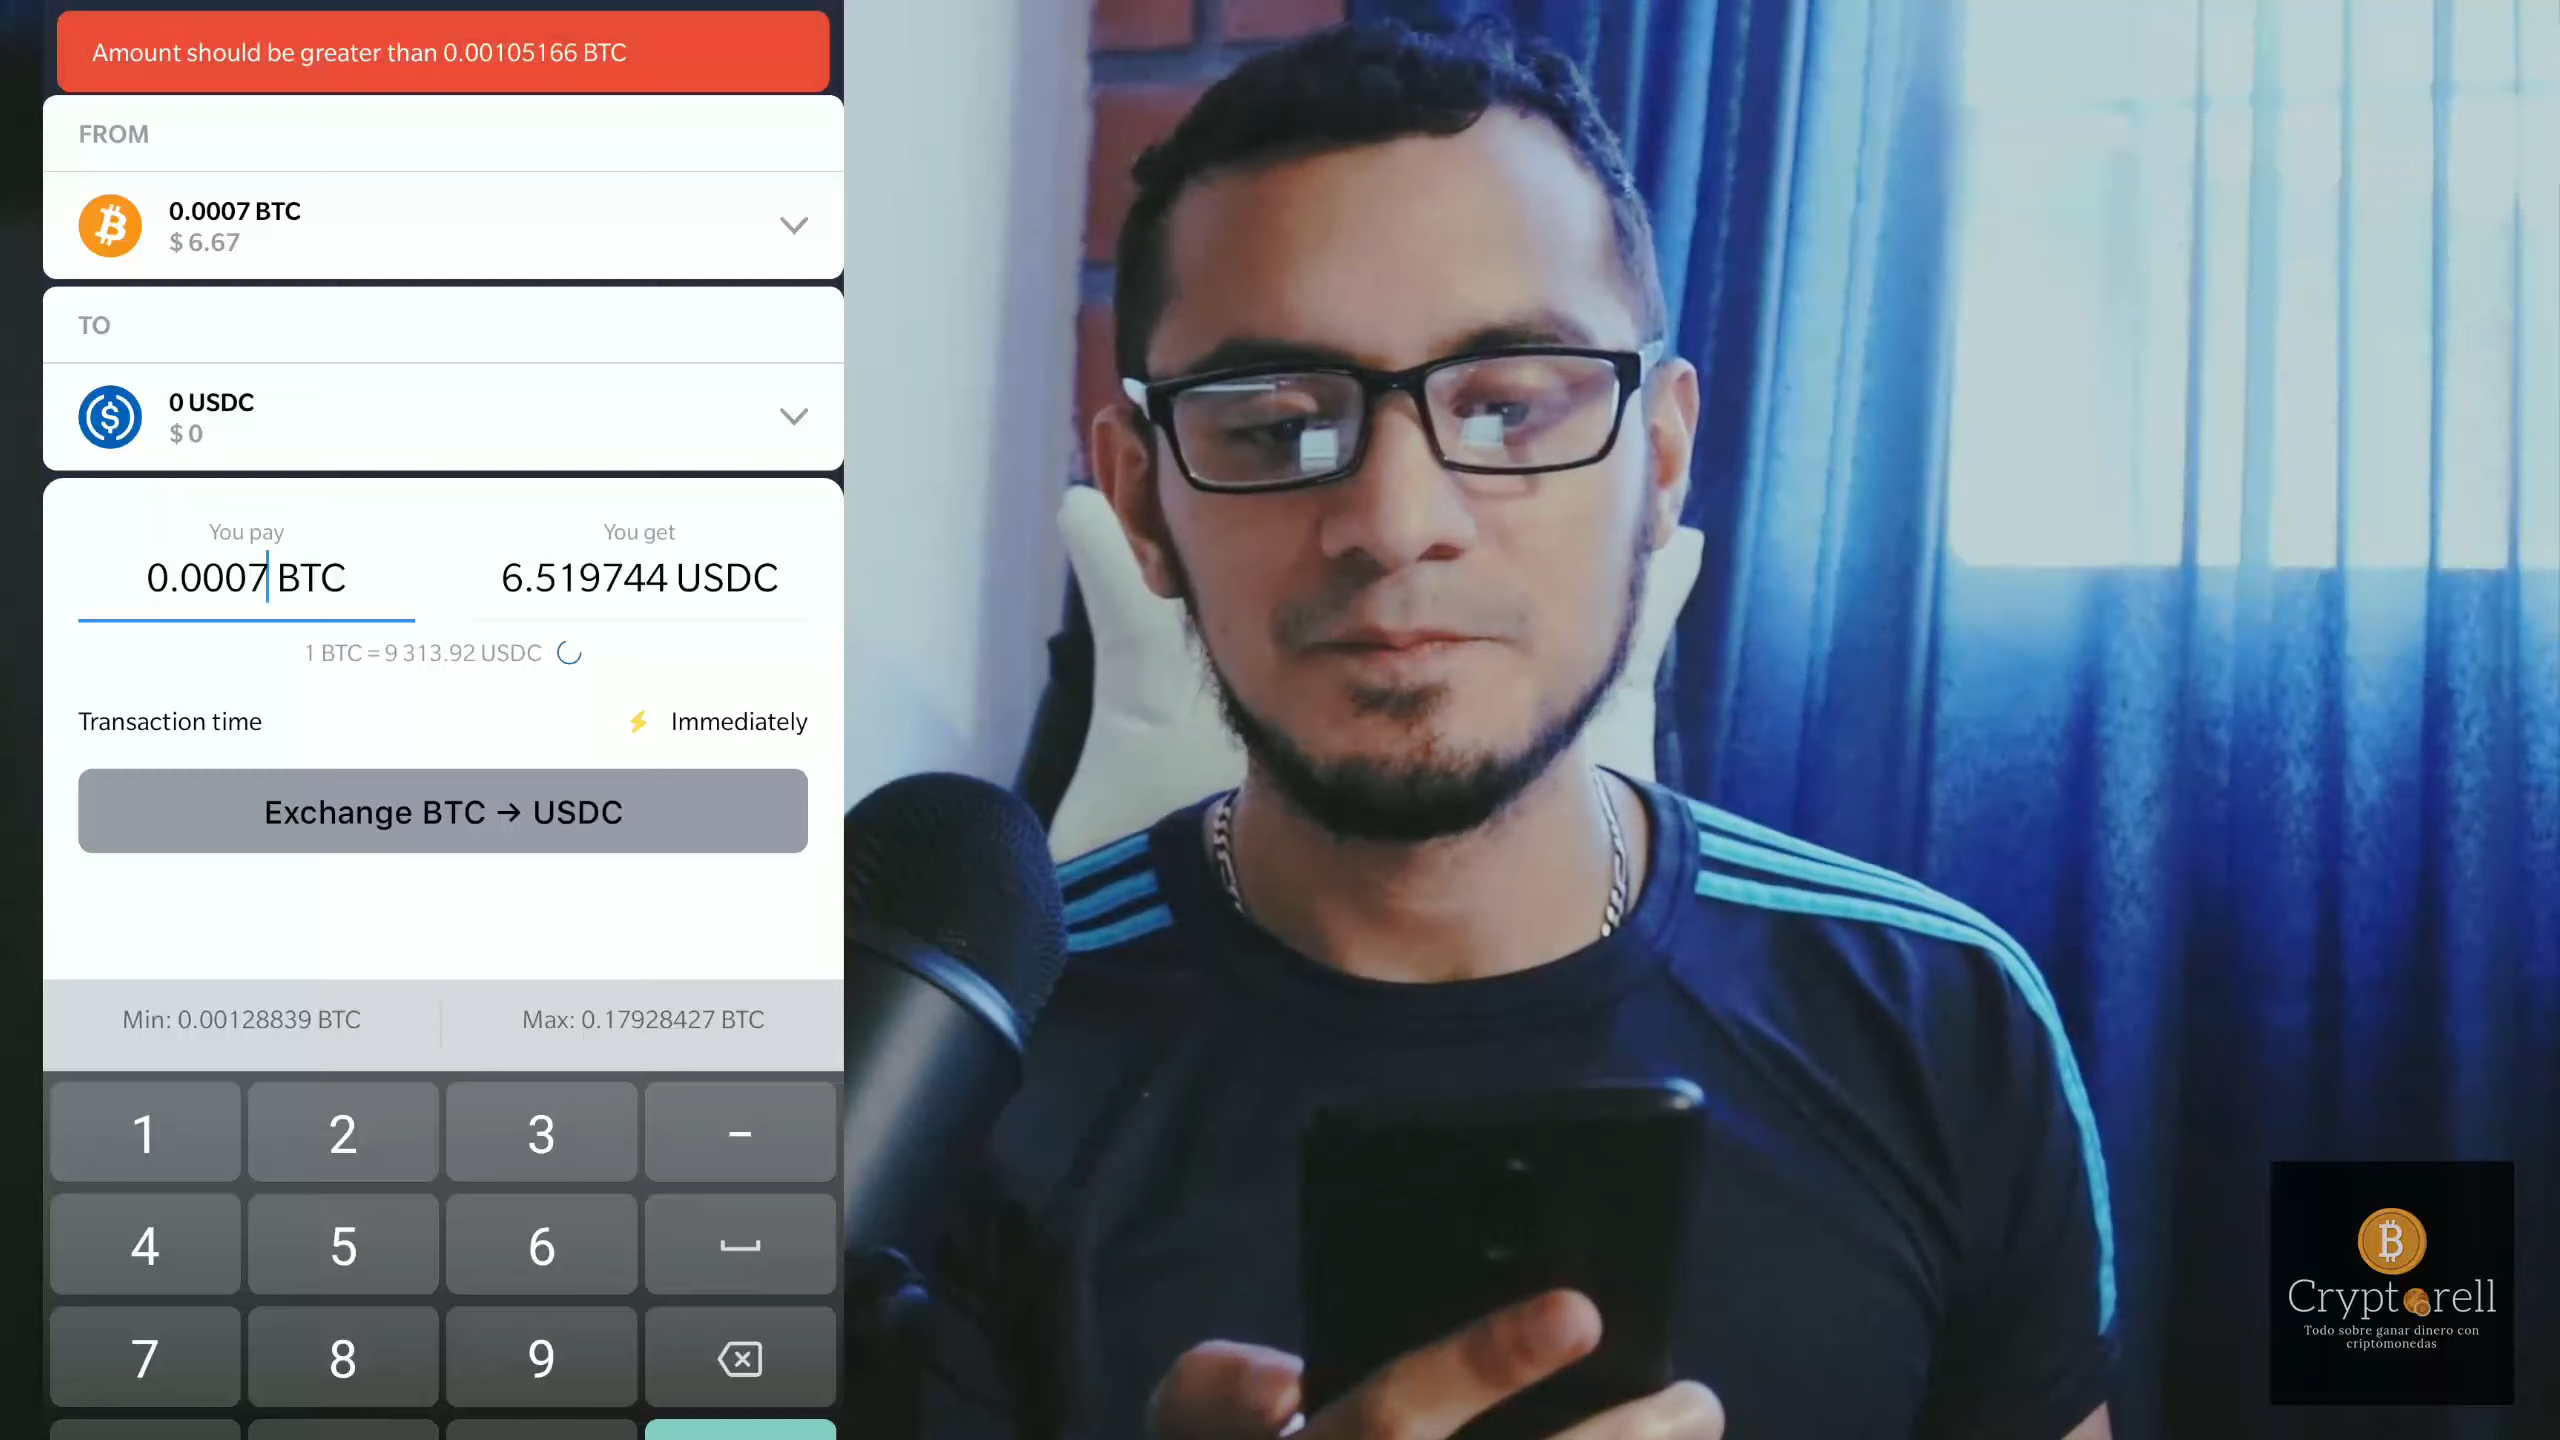 Amount should be greater than 0.00105166 BTC
FROM
0.0007 BTC
$ 6.67
TO
0 USDC
$ 0
You pay
You get
0.0007 BTC
6.519744 USDC
1 BTC = 9 313.92 USDC
Transaction time
⚡ Immediately
Exchange BTC → USDC
Min: 0.00128839 BTC
Max: 0.17928427 BTC
1 2 3 –
4 5 6
7 8 9
Cryptorell
Todo sobre ganar dinero con
criptomonedas